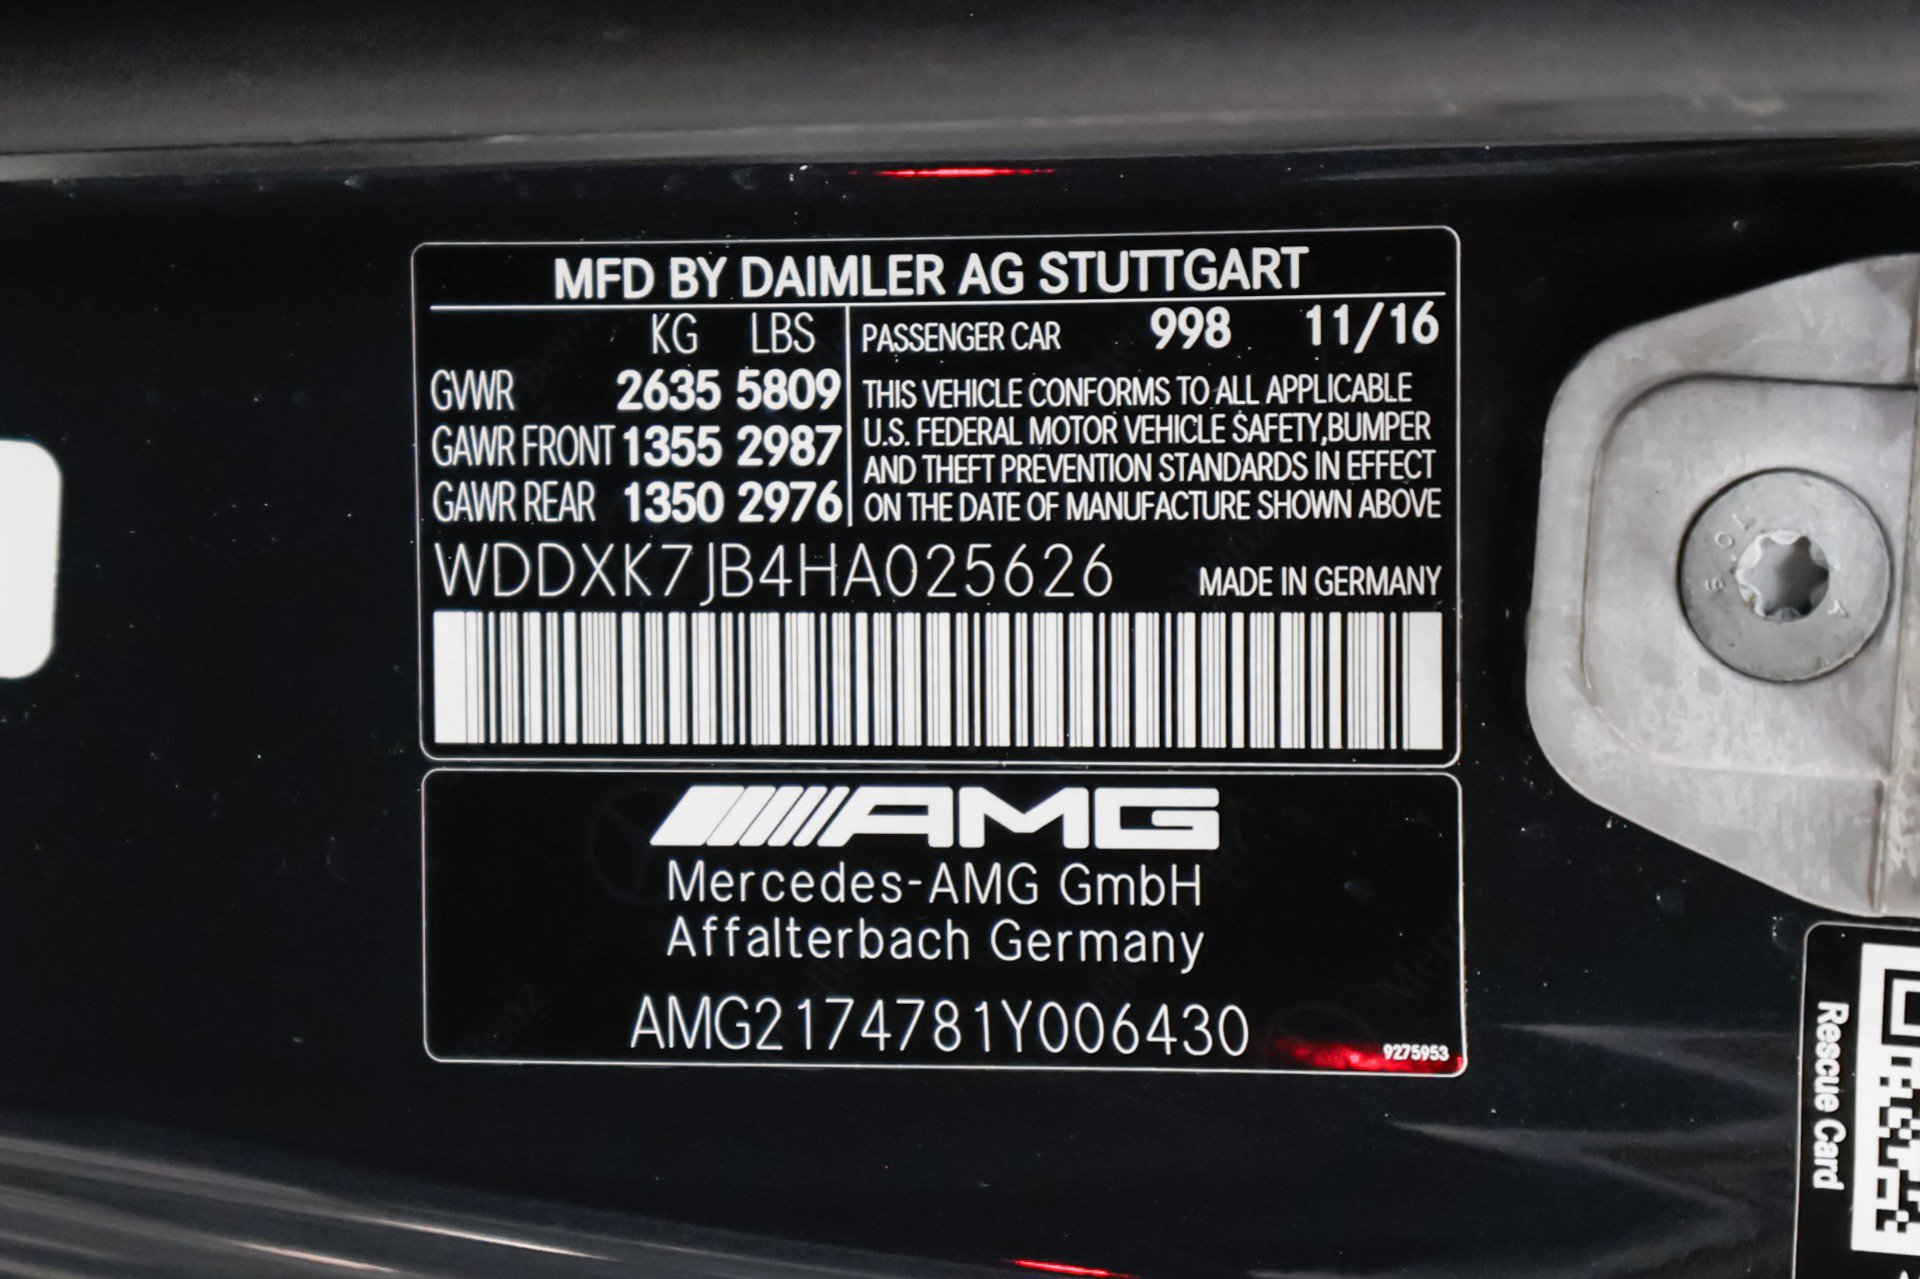 MFD BY DAIMLER AG STUTTGART
KG LBS
GVWR 2635 5809
GAWR FRONT 1355 2987
GAWR REAR 1350 2976
PASSENGER CAR 998 11/16
THIS VEHICLE CONFORMS TO ALL APPLICABLE
U.S. FEDERAL MOTOR VEHICLE SAFETY,BUMPER
AND THEFT PREVENTION STANDARDS IN EFFECT
ON THE DATE OF MANUFACTURE SHOWN ABOVE
WDDXK7JB4HA025626 MADE IN GERMANY
AMG
Mercedes-AMG GmbH
Affalterbach Germany
AMG2174781Y006430
9275953
Rescue Card